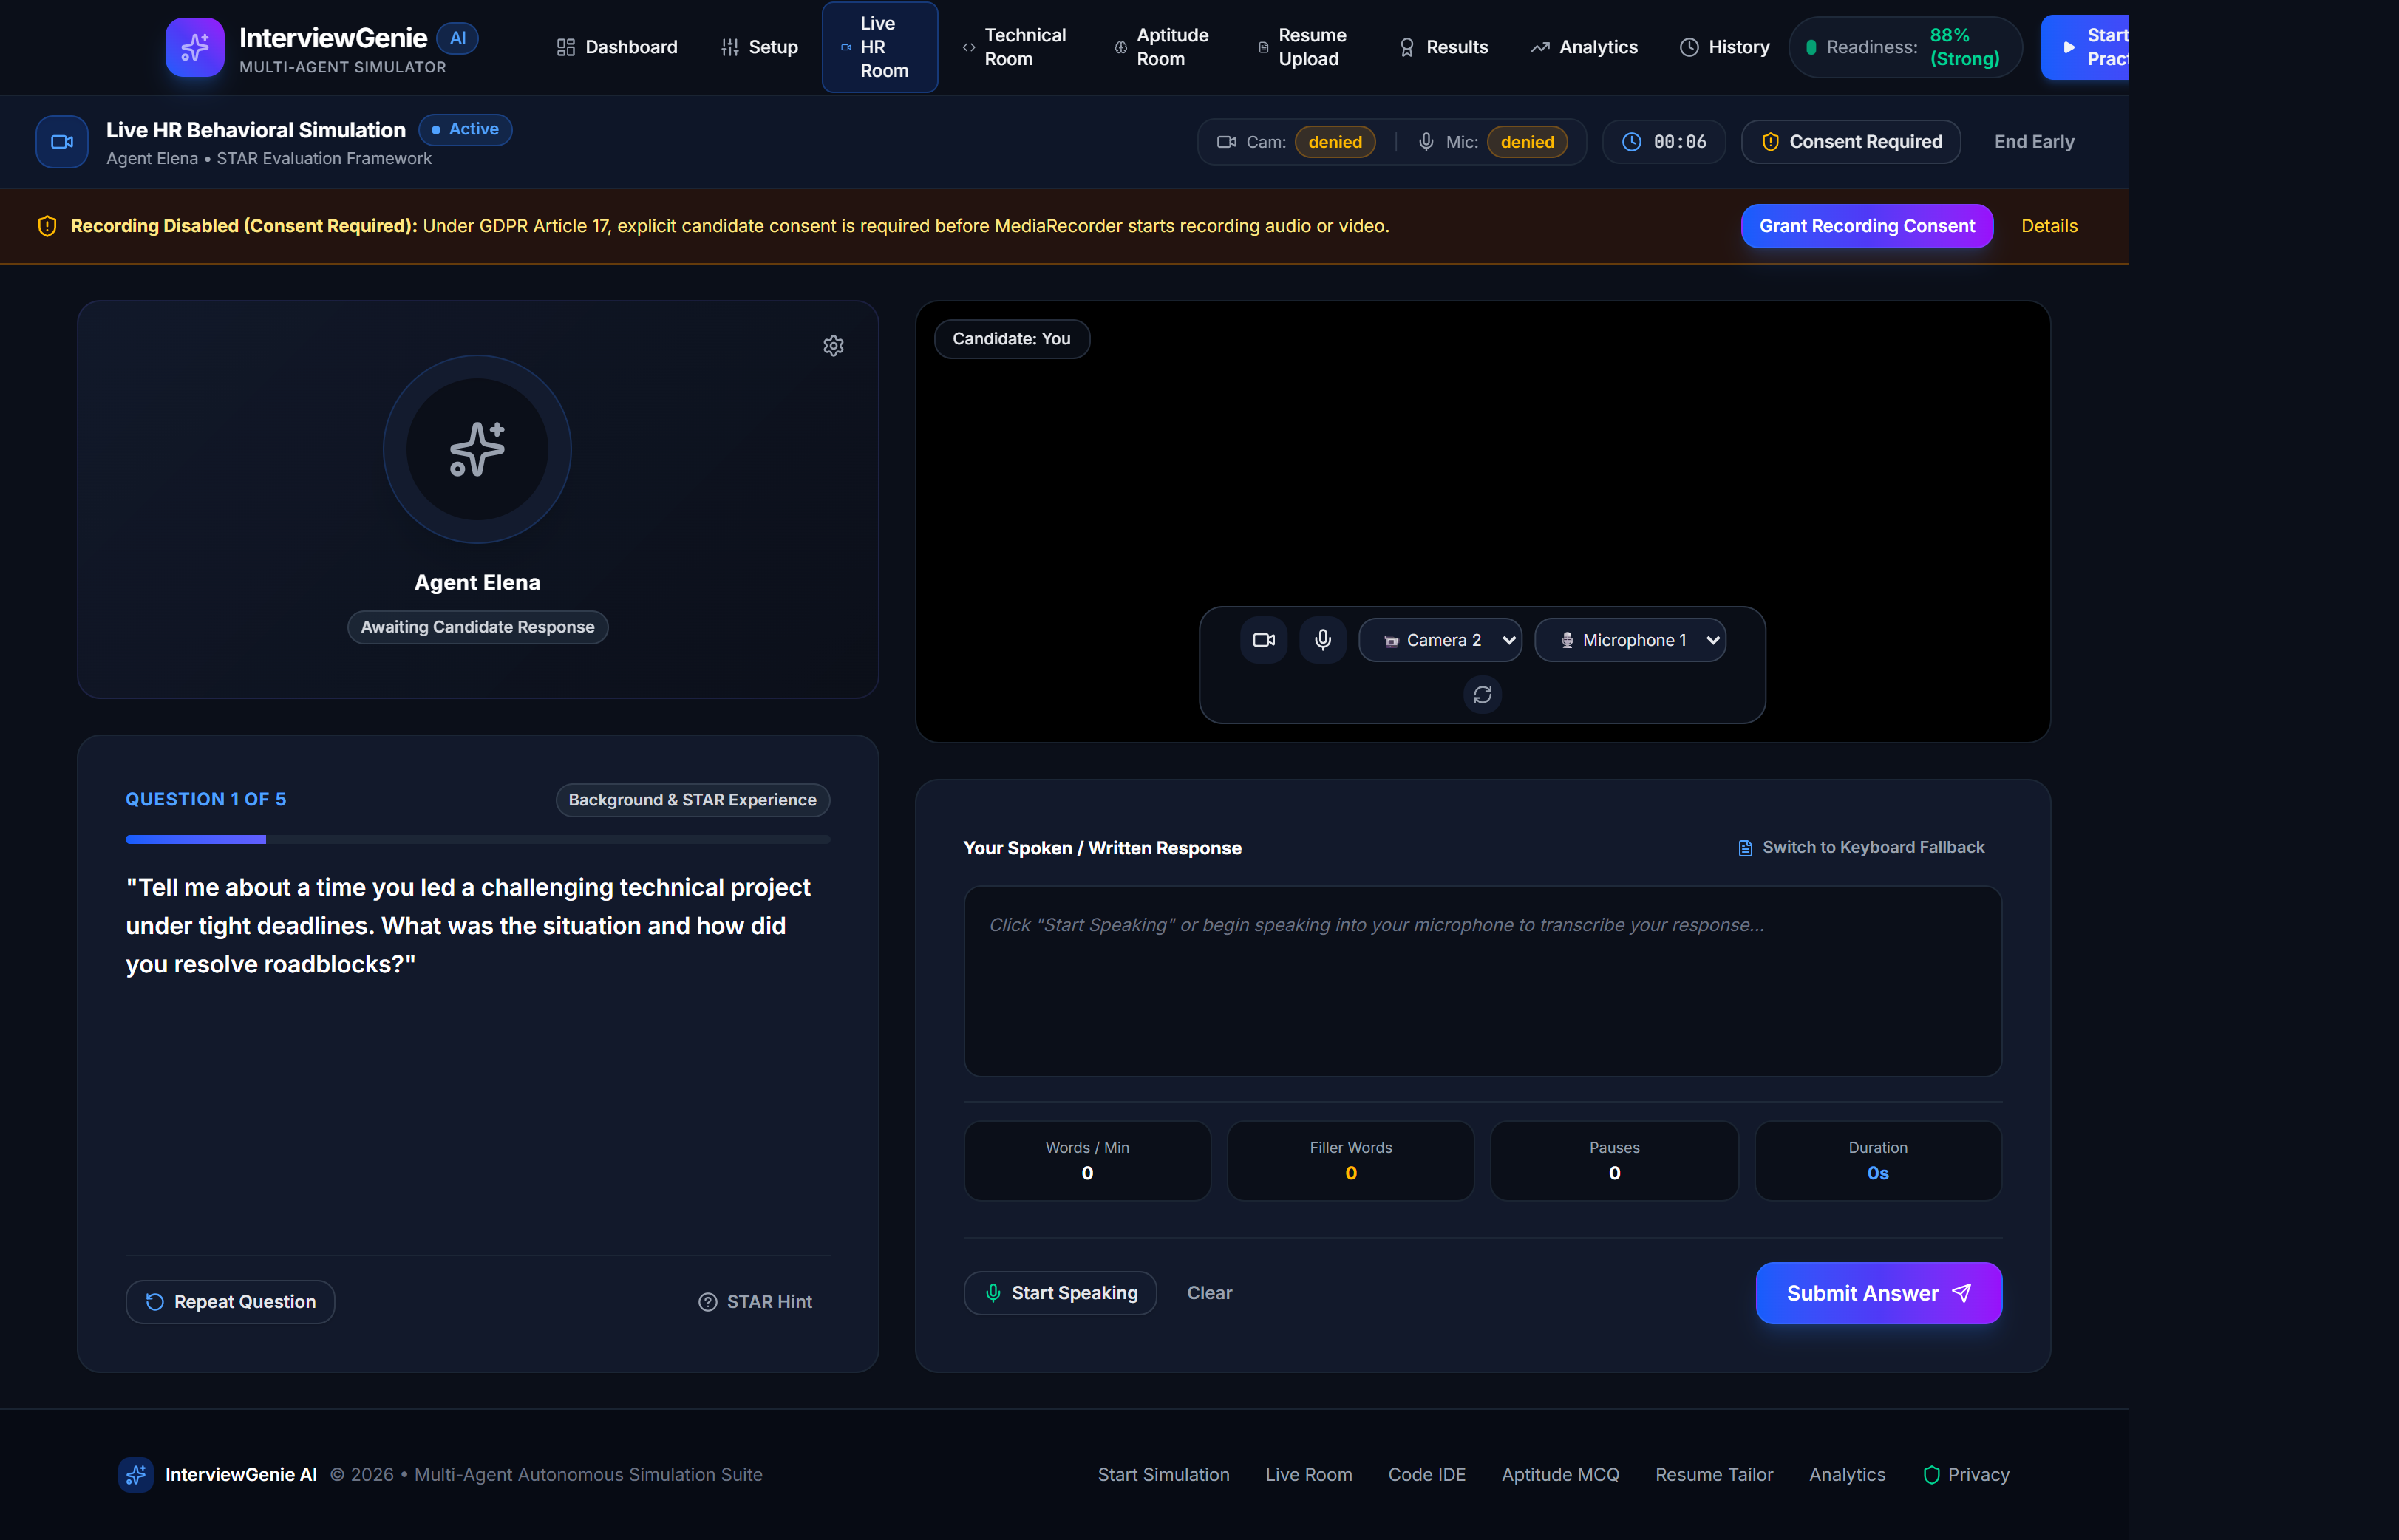 InterviewGenie AI
MULTI-AGENT SIMULATOR
Dashboard
Setup
Live
HR
Room
Technical
Room
Aptitude
Room
Resume
Upload
Results
Analytics
History
Readiness: 88%
(Strong)
Start
Pract
Live HR Behavioral Simulation Active
Agent Elena • STAR Evaluation Framework
Cam: denied Mic: denied
00:06
Consent Required
End Early
Recording Disabled (Consent Required): Under GDPR Article 17, explicit candidate consent is required before MediaRecorder starts recording audio or video.
Grant Recording Consent
Details
Agent Elena
Awaiting Candidate Response
Candidate: You
Camera 2
Microphone 1
QUESTION 1 OF 5
Background & STAR Experience
"Tell me about a time you led a challenging technical project
under tight deadlines. What was the situation and how did
you resolve roadblocks?"
Repeat Question
STAR Hint
Your Spoken / Written Response
Switch to Keyboard Fallback
Click "Start Speaking" or begin speaking into your microphone to transcribe your response...
Words / Min
0
Filler Words
0
Pauses
0
Duration
0s
Start Speaking
Clear
Submit Answer
InterviewGenie AI © 2026 • Multi-Agent Autonomous Simulation Suite
Start Simulation
Live Room
Code IDE
Aptitude MCQ
Resume Tailor
Analytics
Privacy